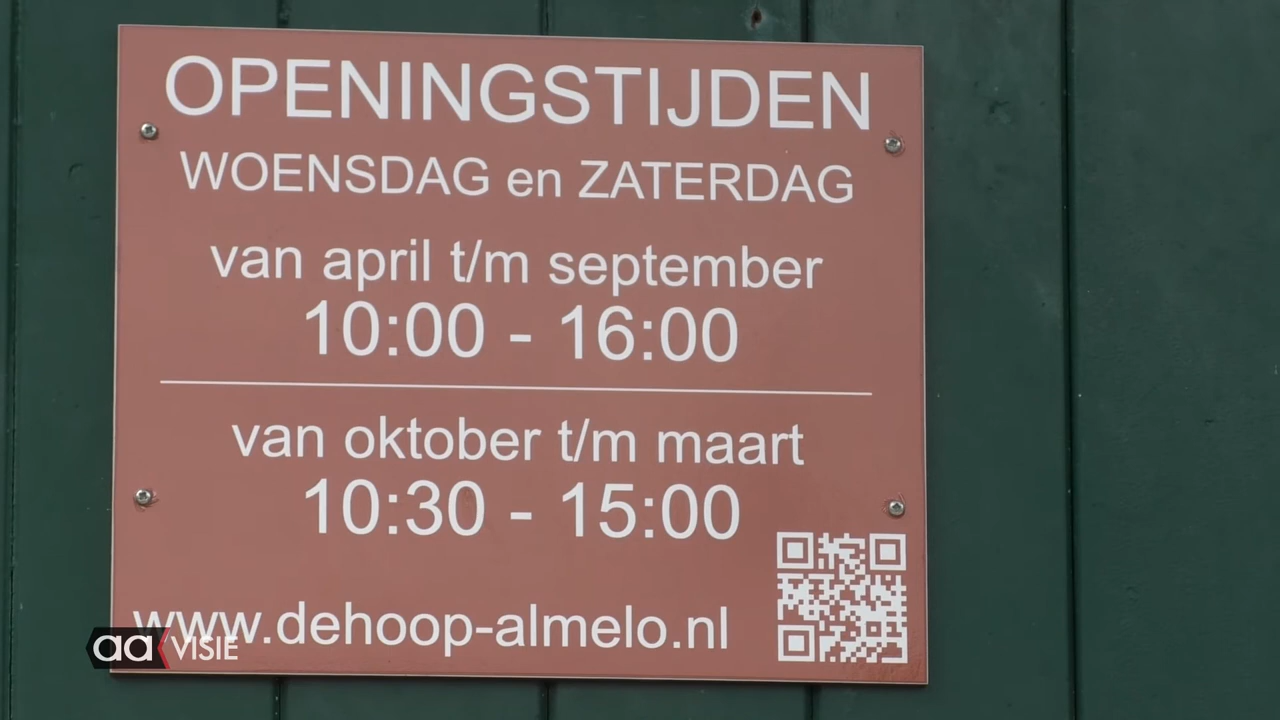 OPENINGSTIJDEN
WOENSDAG en ZATERDAG
van april t/m september
10:00 - 16:00
van oktober t/m maart
10:30 - 15:00
www.dehoop-almelo.nl
aa VISIE